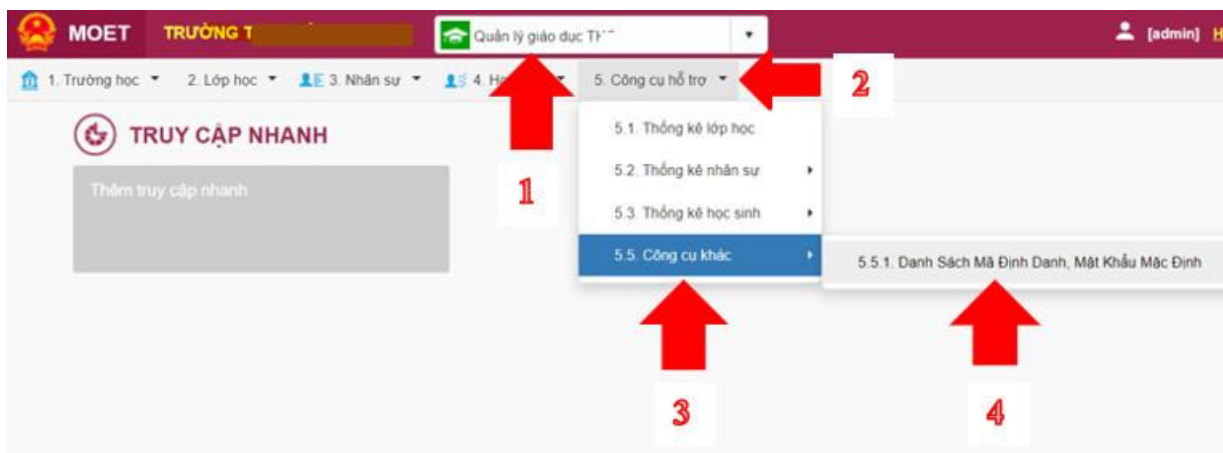 MOET
TRƯỜNG
Quản lý giáo dục
[admin]
1. Trường học
2. Lớp học
3. Nhân sự
4.
5. Công cụ hỗ trợ
2
TRUY CẬP NHANH
Thêm truy cập nhanh
1
5.1. Thống kê lớp học
5.2. Thống kê nhân sự
5.3. Thống kê học sinh
5.5. Công cụ khác
5.5.1. Danh Sách Mã Định Danh, Mật Khẩu Mặc Định
3
4